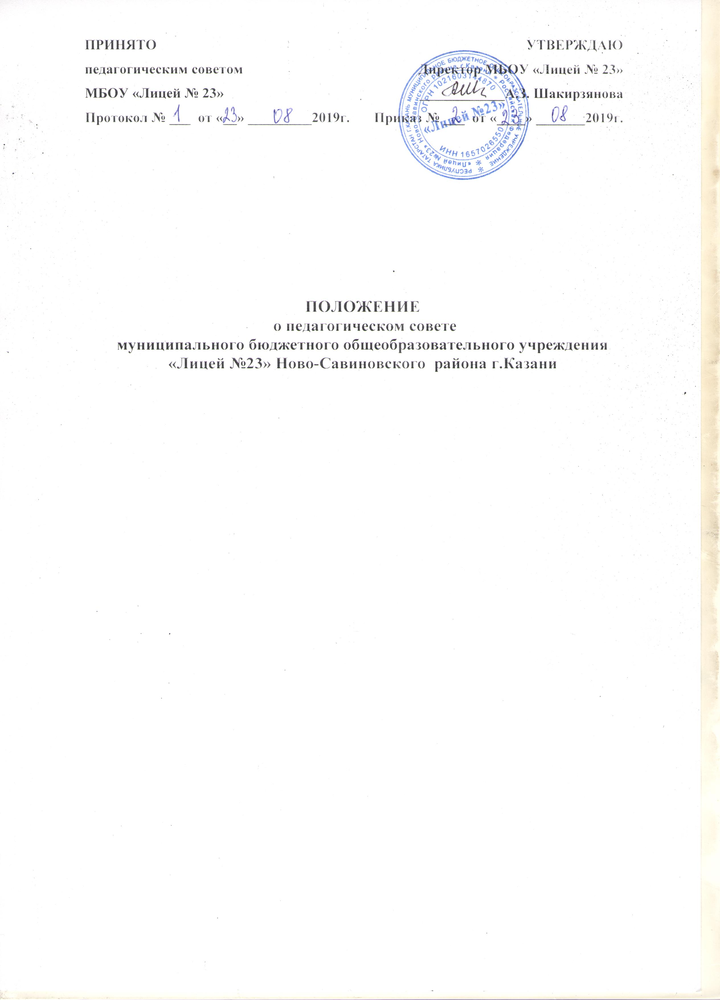 ПРИНЯТО
УТВЕРЖДАЮ
педагогическим советом
Директор МБОУ «Лицей № 23»
МБОУ «Лицей № 23»
А.З. Шакирзянова
Протокол № 1 от «23» 08 2019г.
Приказ № 2 от «23» 08 2019г.
РЕСПУБЛИКА ТАТАРСТАН Г.КАЗАНЬ МУНИЦИПАЛЬНОЕ БЮДЖЕТНОЕ ОБЩЕОБРАЗОВАТЕЛЬНОЕ УЧРЕЖДЕНИЕ *
«Лицей №23» Ново-Савиновского района г.Казани * Российская Федерация *
ОГРН 1021603144870
«Лицей №23»
ИНН 1657026550
ПОЛОЖЕНИЕ
о педагогическом совете
муниципального бюджетного общеобразовательного учреждения
«Лицей №23» Ново-Савиновского района г.Казани